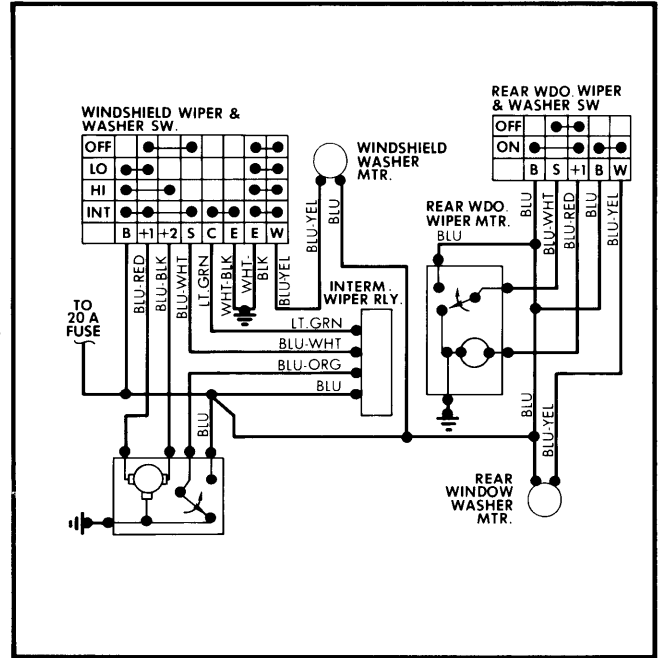 WINDSHIELD WIPER &
WASHER SW.
OFF
LO
HI
INT
B +1 +2 S C E E W
BLU-RED
BLU-BLK
BLU-WHT
LT.GRN
WHT-BLK
WHT-
BLK
BLU-YEL
TO
20 A
FUSE
WINDSHIELD
WASHER
MTR.
BLU-YEL
BLU
INTERM.
WIPER RLY.
LT.GRN
BLU-WHT
BLU-ORG
BLU
BLU
REAR WDO. WIPER
& WASHER SW
OFF
ON
B S +1 B W
BLU
BLU-WHT
BLU-RED
BLU
BLU-YEL
REAR WDO.
WIPER MTR.
BLU
BLU
BLU-YEL
REAR
WINDOW
WASHER
MTR.